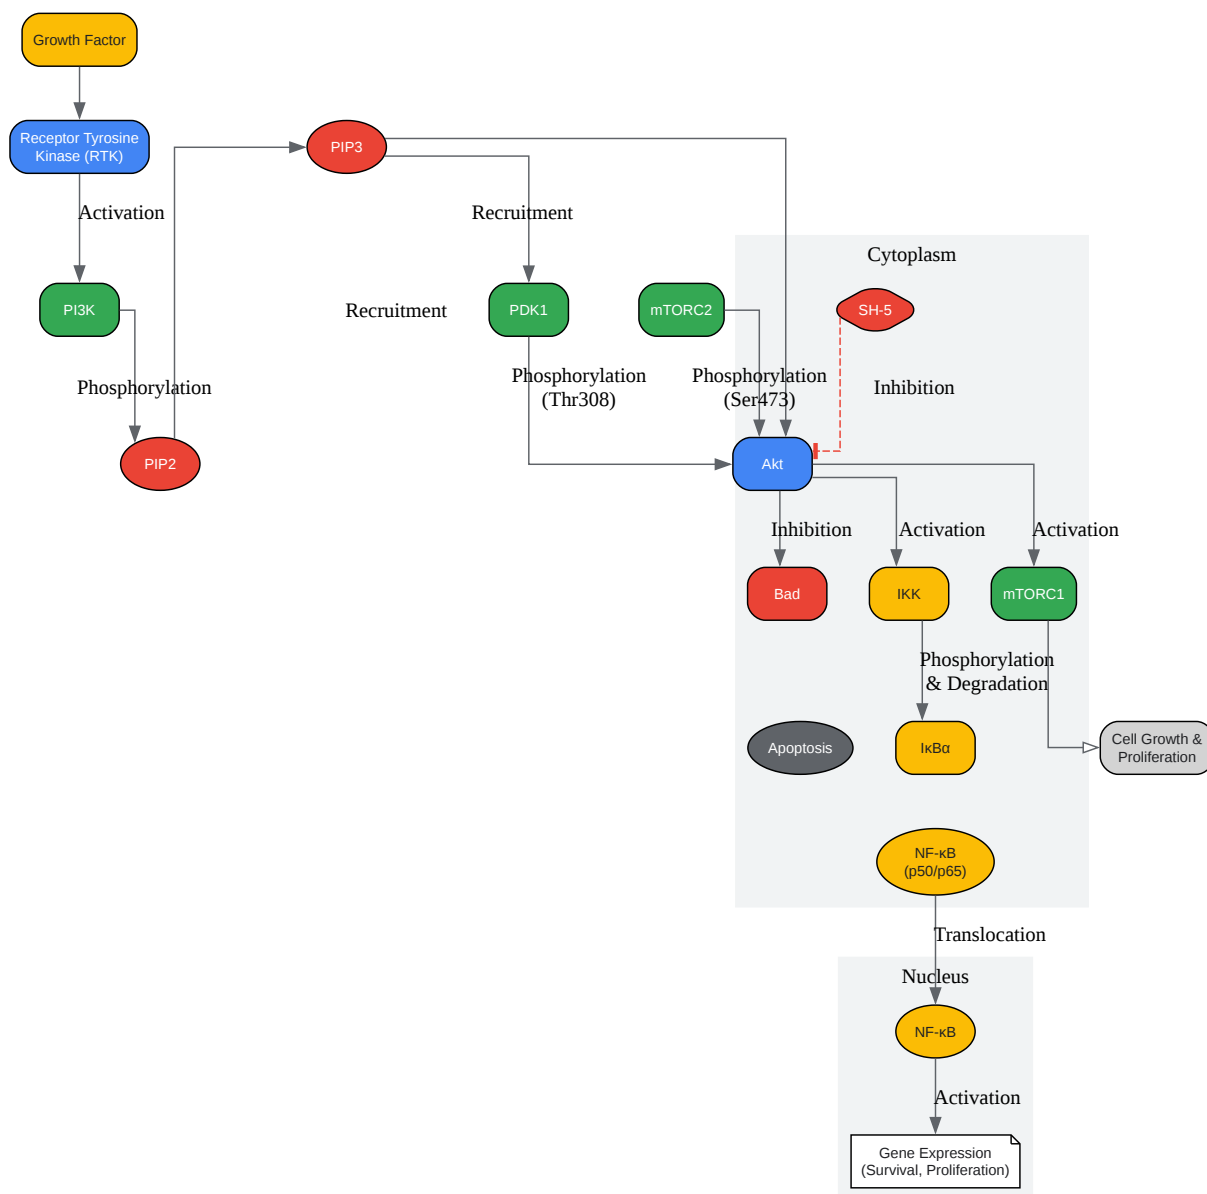 Growth Factor
Receptor Tyrosine
Kinase (RTK)
PIP3
Activation
Recruitment
Cytoplasm
PI3K
Recruitment
PDK1
mTORC2
SH-5
Phosphorylation
Phosphorylation
(Thr308)
Phosphorylation
(Ser473)
Inhibition
PIP2
Akt
Inhibition
Activation
Activation
Bad
IKK
mTORC1
Phosphorylation
& Degradation
Apoptosis
IκBα
Cell Growth &
Proliferation
NF-κB
(p50/p65)
Translocation
Nucleus
NF-κB
Activation
Gene Expression
(Survival, Proliferation)